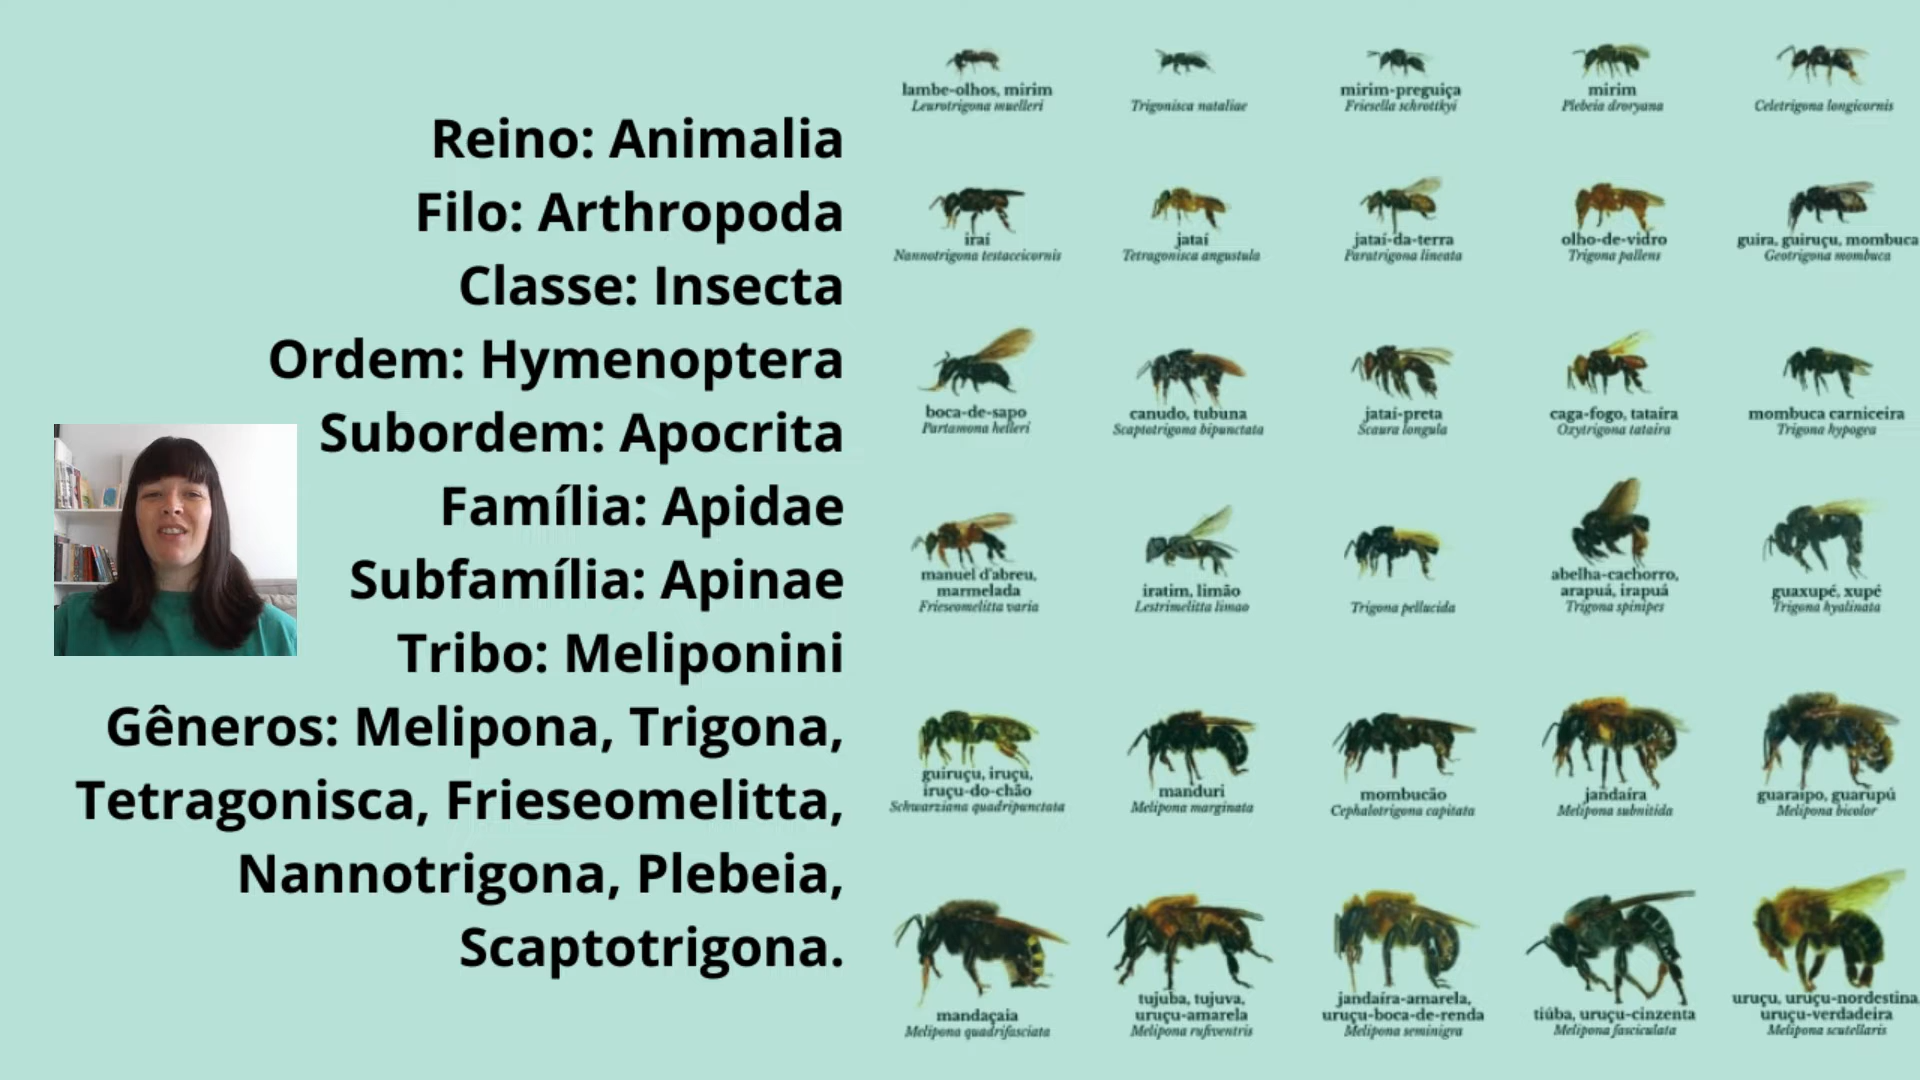 Reino: Animalia
Filo: Arthropoda
Classe: Insecta
Ordem: Hymenoptera
Subordem: Apocrita
Família: Apidae
Subfamília: Apinae
Tribo: Meliponini
Gêneros: Melipona, Trigona,
Tetragonisca, Frieseomelitta,
Nannotrigona, Plebeia,
Scaptotrigona.
lambe-olhos, mirim
Leurotrigona muelleri
Trigonisca nataliae
mirim-preguiça
Friesella schrottkyi
mirim
Plebeia droryana
Celetrigona longicornis
iraí
Nannotrigona testaceicornis
jataí
Tetragonisca angustula
jataí-da-terra
Paratrigona lineata
olho-de-vidro
Trigona pallens
guira, guiruçu, mombuca
Geotrigona mombuca
boca-de-sapo
Partamona helleri
canudo, tubuna
Scaptotrigona bipunctata
jataí-preta
Scaura longula
caga-fogo, tataíra
Oxytrigona tataira
mombuca carniceira
Trigona hypogea
manuel d'abreu,
marmelada
Frieseomelitta varia
iratim, limão
Lestrimelitta limao
Trigona pellucida
abelha-cachorro,
arapuá, irapuá
Trigona spinipes
guaxupé, xupé
Trigona hyalinata
guiruçu, iruçu,
iruçu-do-chão
Schwarziana quadripunctata
manduri
Melipona marginata
mombucão
Cephalotrigona capitata
jandaíra
Melipona subnitida
guaraipo, guarupú
Melipona bicolor
mandaçaia
Melipona quadrifasciata
tujuba, tujuva,
uruçu-amarela
Melipona rufiventris
jandaíra-amarela,
uruçu-boca-de-renda
Melipona seminigra
tiúba, uruçu-cinzenta
Melipona fasciculata
uruçu, uruçu-nordestina,
uruçu-verdadeira
Melipona scutellaris